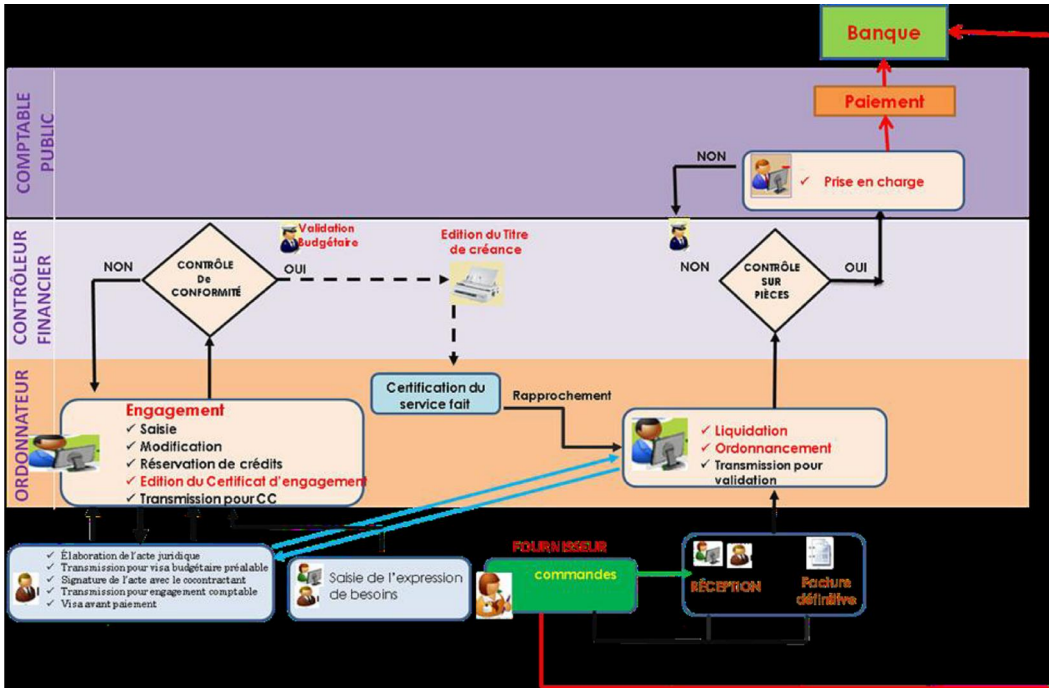 Banque
COMPTABLE
PUBLIC
Paiement
NON
✓ Prise en charge
CONTRÔLEUR
FINANCIER
Validation
Budgétaire
Edition du Titre
de créance
NON
CONTRÔLE
De
CONFORMITÉ
OUI
NON
CONTRÔLE
SUR
PIÈCES
OUI
ORDONNATEUR
Certification du
service fait
Rapprochement
Engagement
✓ Saisie
✓ Modification
✓ Réservation de crédits
✓ Edition du Certificat d'engagement
✓ Transmission pour CC
✓ Liquidation
✓ Ordonnancement
✓ Transmission pour
validation
✓ Élaboration de l'acte juridique
✓ Transmission pour visa budgétaire préalable
✓ Signature de l'acte avec le cocontractant
✓ Transmission pour engagement comptable
✓ Visa avant paiement
Saisie de l'expression
de besoins
FOURNISSEUR
commandes
RÉCEPTION
Facture
définitive